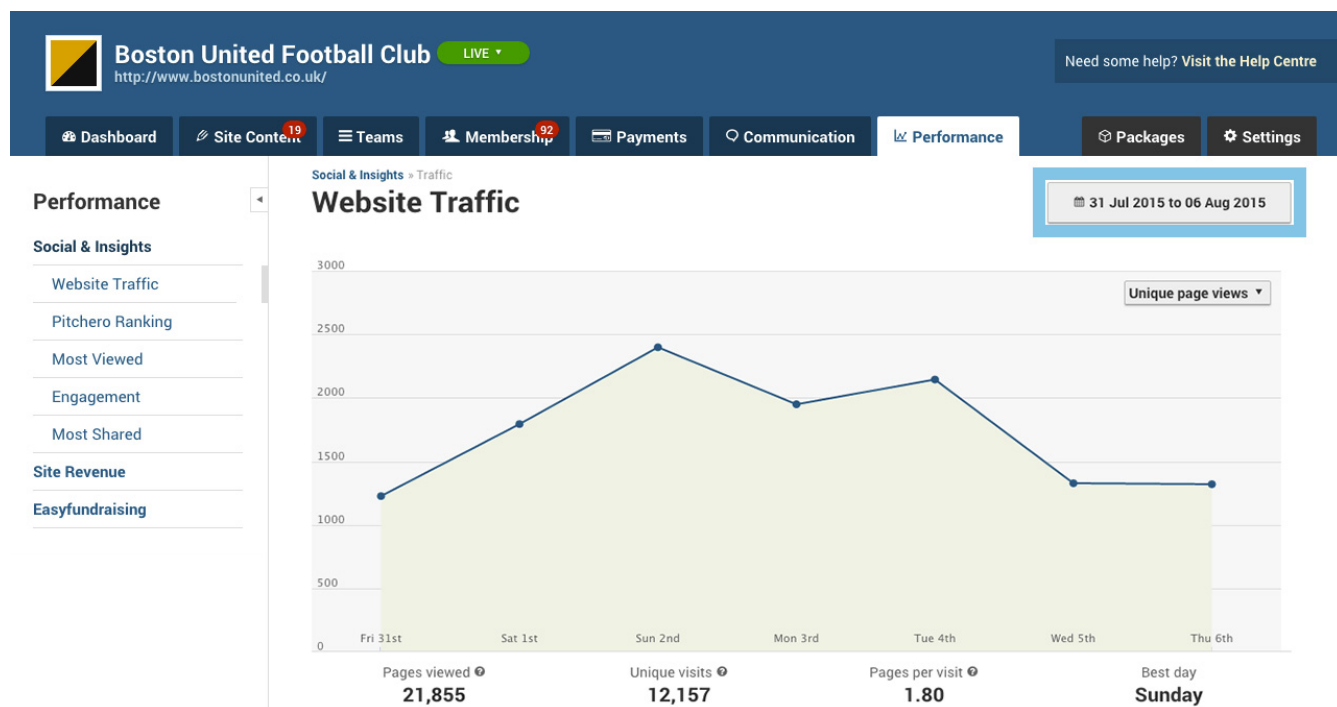 Boston United Football Club LIVE
http://www.bostonunited.co.uk/
Need some help? Visit the Help Centre
Dashboard Site Content 19 Teams Membership 92 Payments Communication Performance Packages Settings
Performance
Social & Insights
Website Traffic
Pitchero Ranking
Most Viewed
Engagement
Most Shared
Site Revenue
Easyfundraising
Social & Insights » Traffic
Website Traffic
31 Jul 2015 to 06 Aug 2015
Unique page views
3000
2500
2000
1500
1000
500
0
Fri 31st Sat 1st Sun 2nd Mon 3rd Tue 4th Wed 5th Thu 6th
Pages viewed Unique visits Pages per visit Best day
21,855 12,157 1.80 Sunday